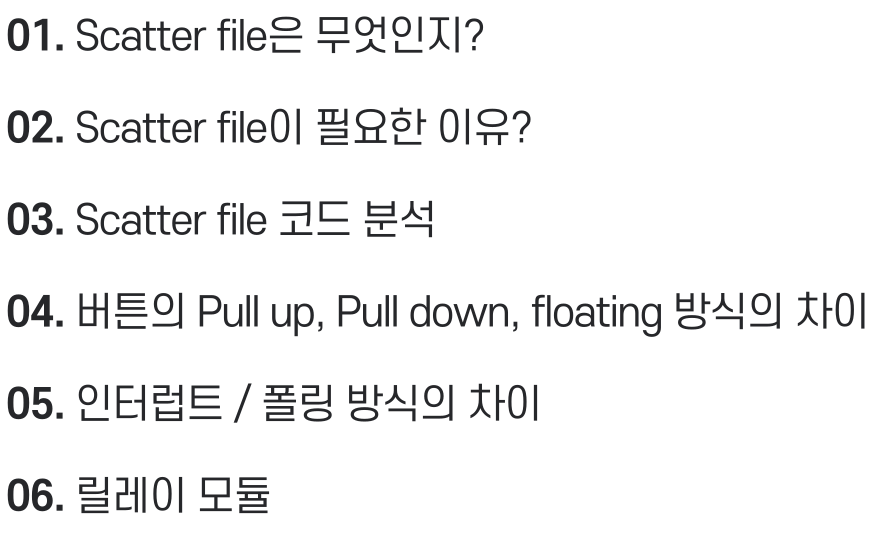 01. Scatter file은 무엇인지?
02. Scatter file이 필요한 이유?
03. Scatter file 코드 분석
04. 버튼의 Pull up, Pull down, floating 방식의 차이
05. 인터럽트 / 폴링 방식의 차이
06. 릴레이 모듈